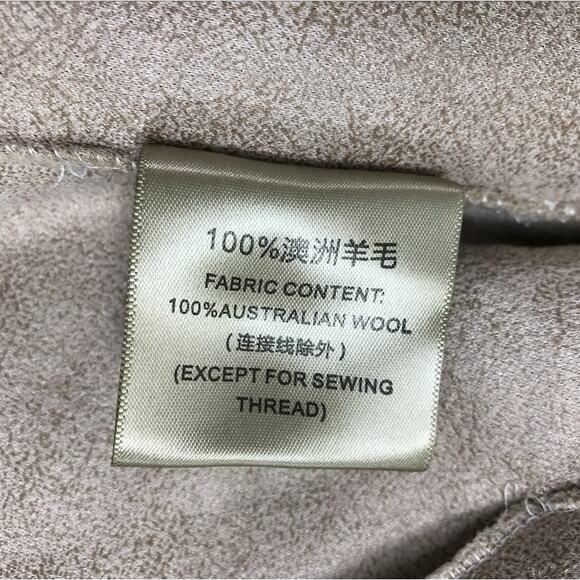 100%澳洲羊毛
FABRIC CONTENT:
100%AUSTRALIAN WOOL
(连接线除外)
(EXCEPT FOR SEWING
THREAD)